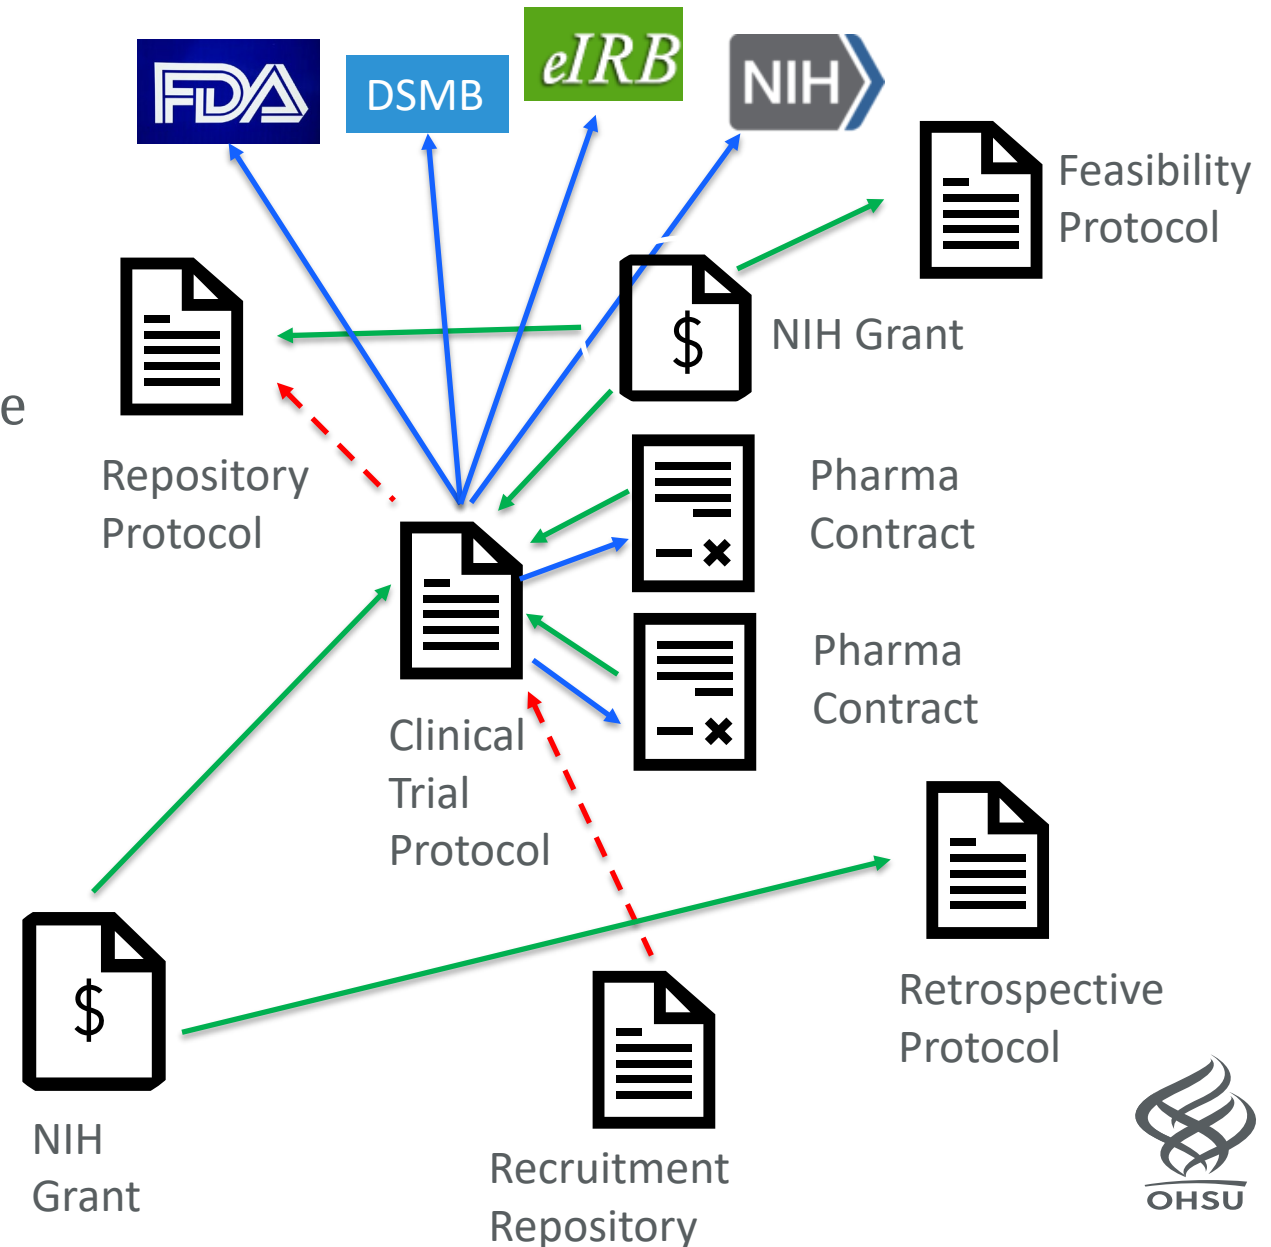 FDA
DSMB
eIRB
NIH
Feasibility
Protocol
$
NIH Grant
e
Repository
Protocol
Pharma
Contract
Pharma
Contract
Clinical
Trial
Protocol
$
Retrospective
Protocol
NIH
Grant
Recruitment
Repository
OHSU